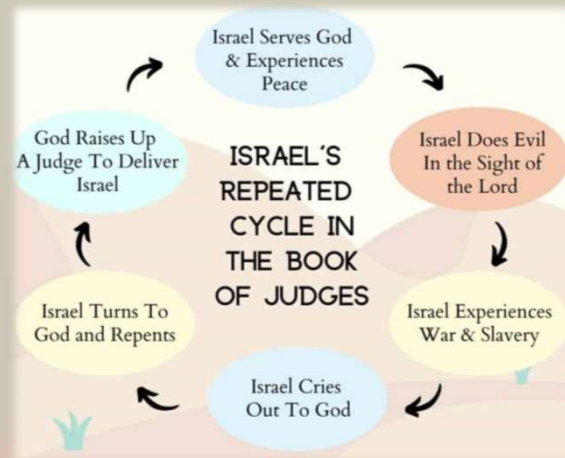 Israel Serves God
& Experiences
Peace
Israel Does Evil
In the Sight of
the Lord
Israel Experiences
War & Slavery
Israel Cries
Out To God
Israel Turns To
God and Repents
God Raises Up
A Judge To Deliver
Israel
ISRAEL'S
REPEATED
CYCLE IN
THE BOOK
OF JUDGES